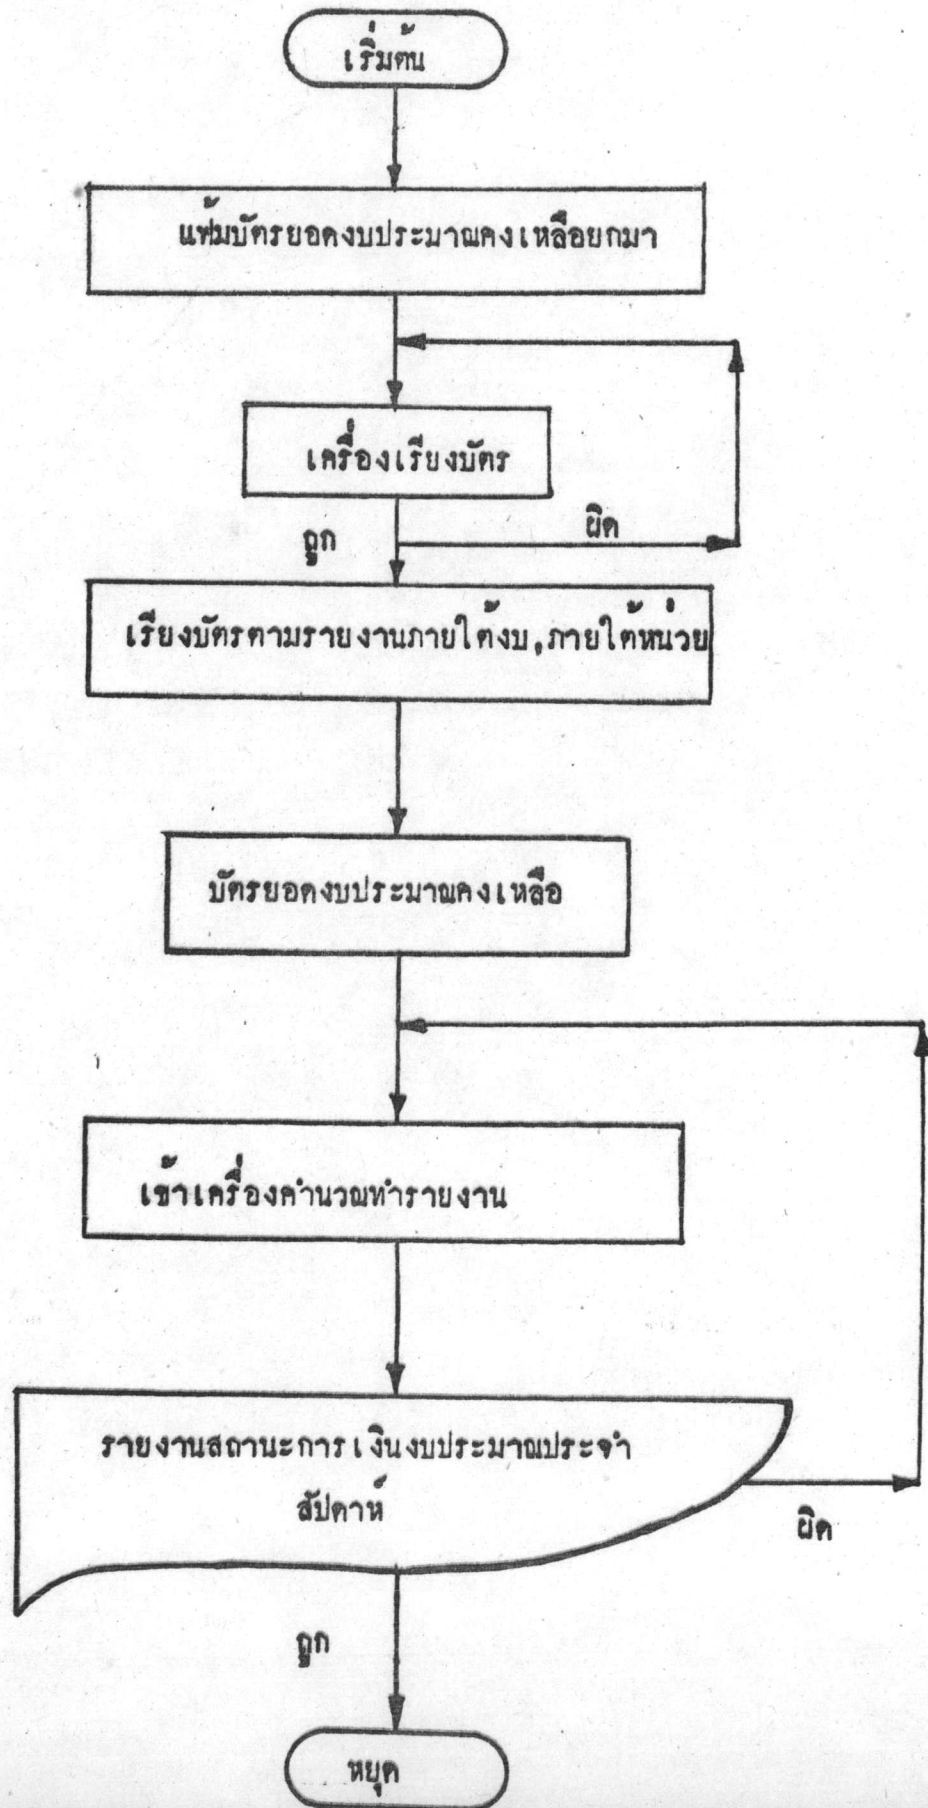 เริ่มต้น
แฟ้มบัตรยอดงบประมาณคงเหลือยกมา
เครื่องเรียงบัตร
ถูก
ผิด
เรียงบัตรตามรายงานภายใต้งบ,ภายใต้หน่วย
บัตรยอดงบประมาณคงเหลือ
เข้าเครื่องคำนวณทำรายงาน
รายงานสถานะการเงินงบประมาณประจำ
สัปดาห์
ผิด
ถูก
หยุด